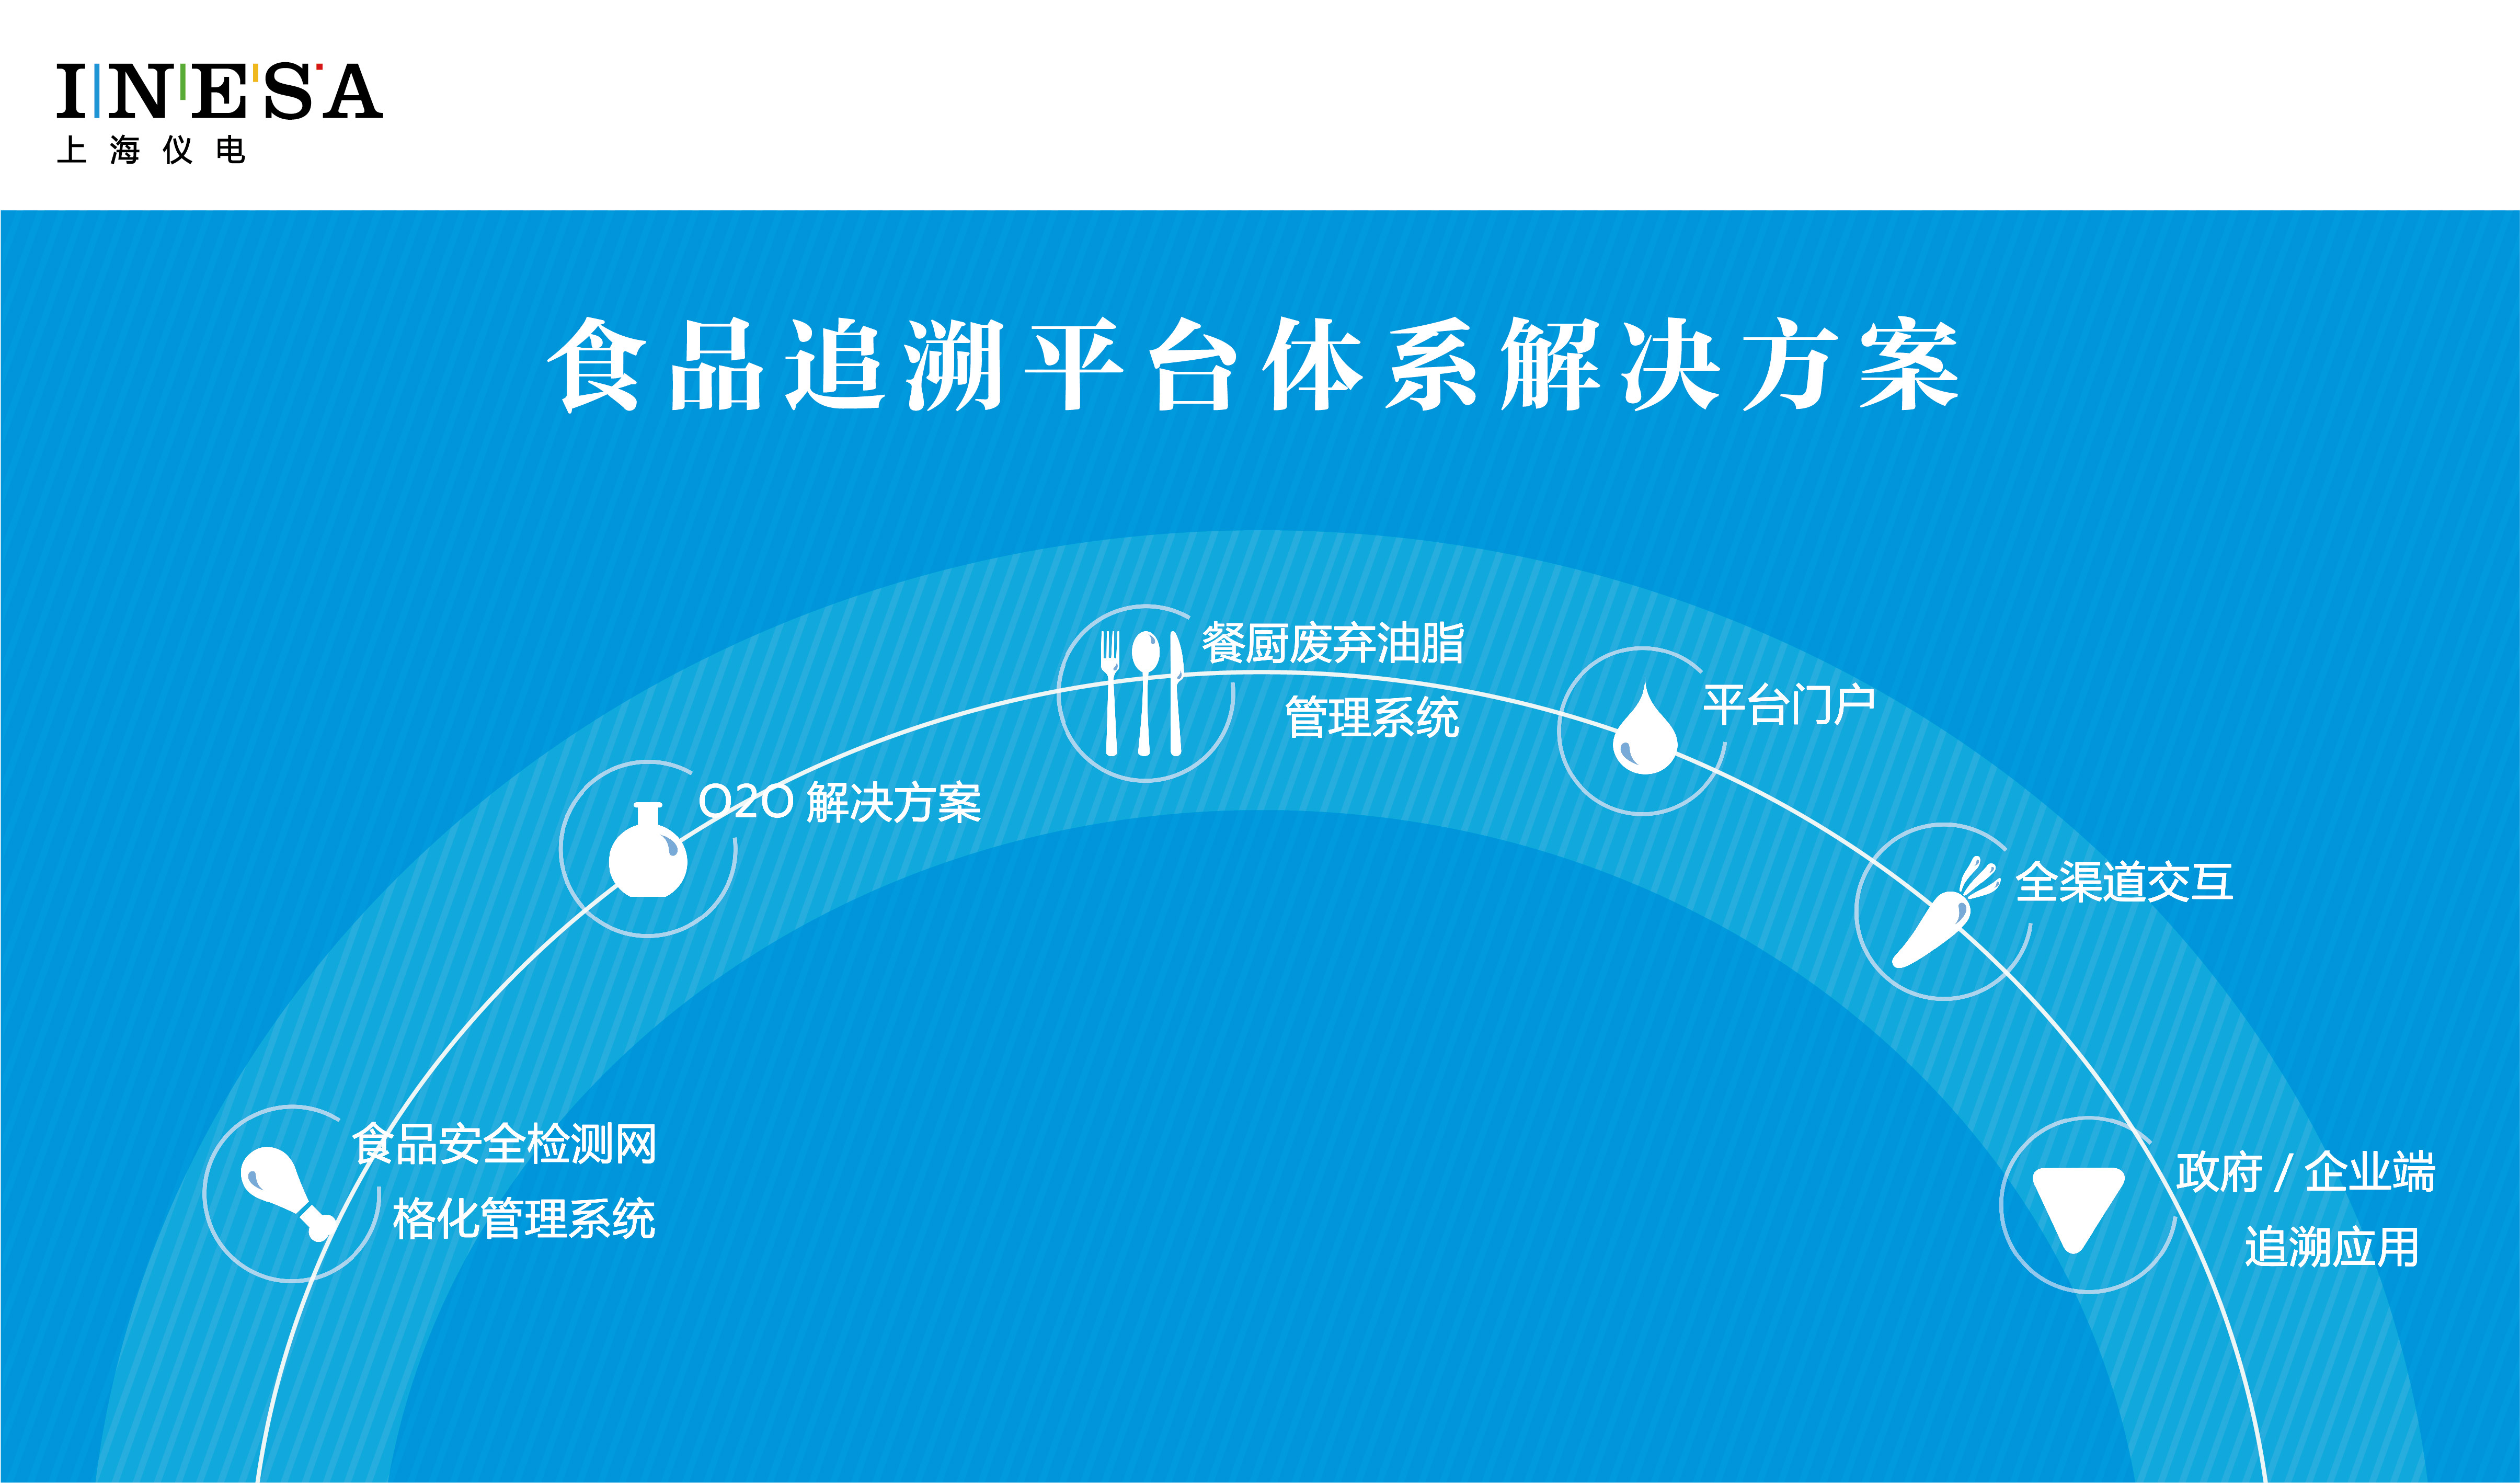 INESA
上海仪电
食品追溯平台体系解决方案
餐厨废弃油脂
管理系统
平台门户
O2O 解决方案
全渠道交互
食品安全检测网
格化管理系统
政府 / 企业端
追溯应用